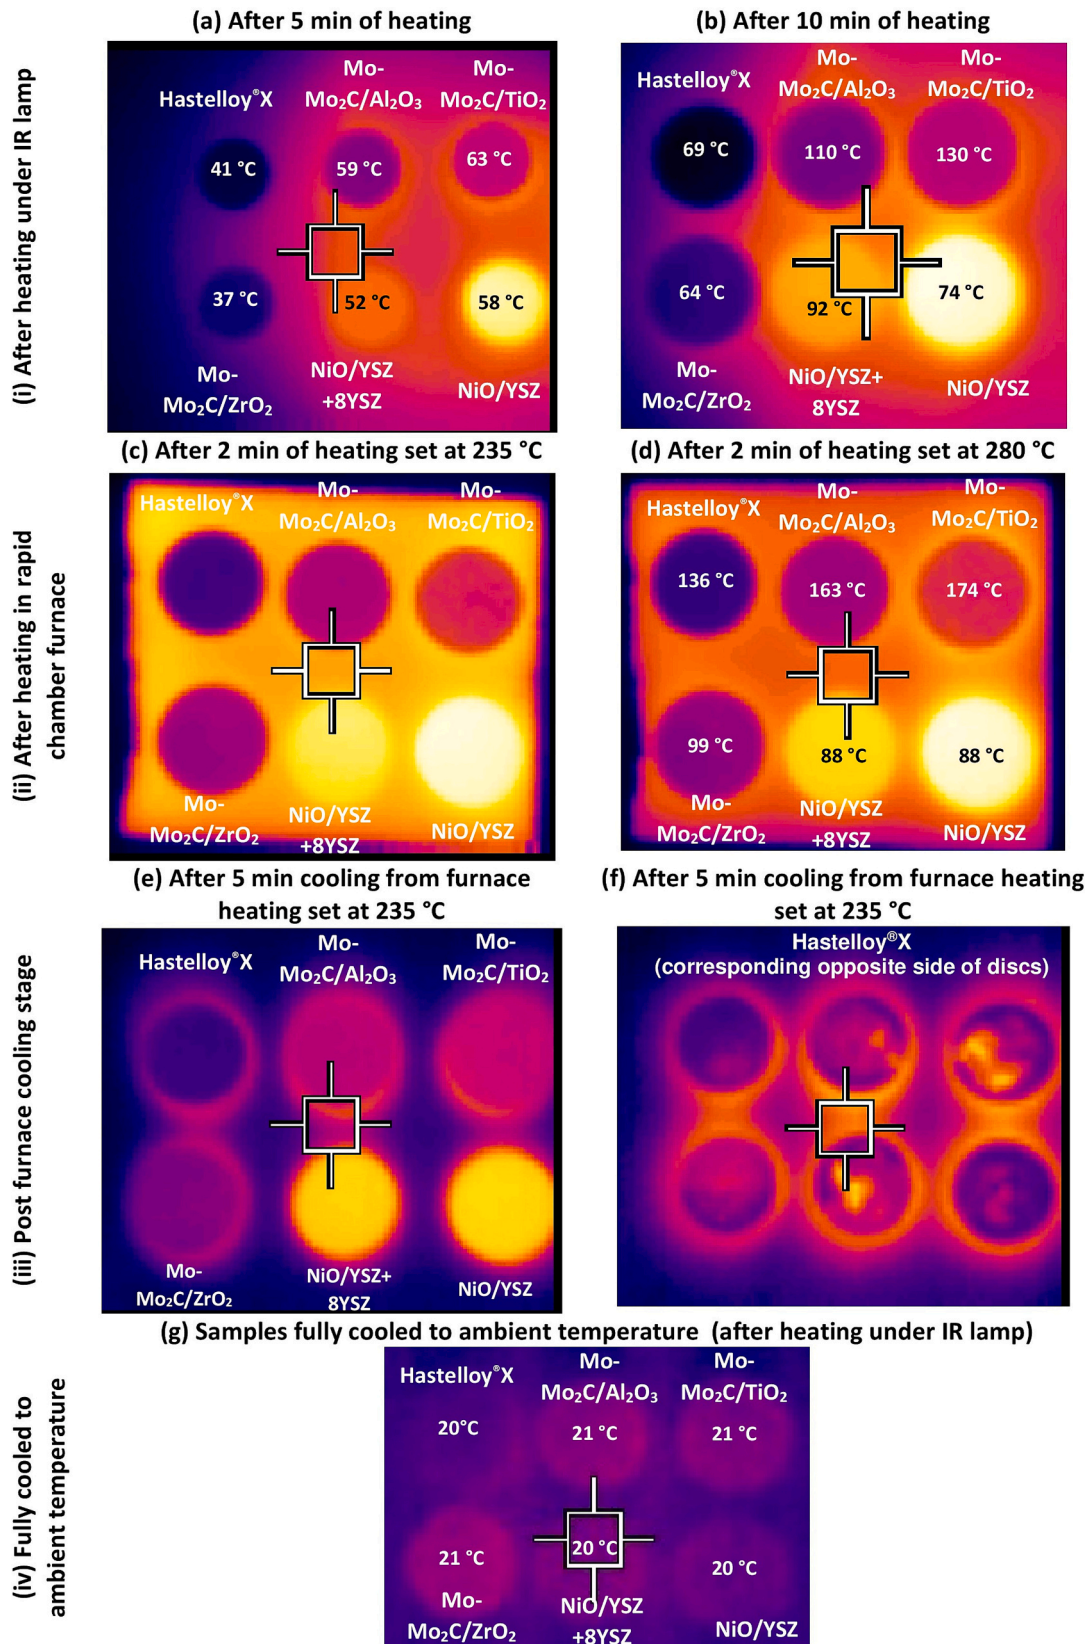 (a) After 5 min of heating
(b) After 10 min of heating
(i) After heating under IR lamp
Hastelloy®X
Mo-
Mo₂C/Al₂O₃
Mo-
Mo₂C/TiO₂
41 °C
59 °C
63 °C
37 °C
52 °C
58 °C
Mo-
Mo₂C/ZrO₂
NiO/YSZ
+8YSZ
NiO/YSZ
Hastelloy®X
Mo-
Mo₂C/Al₂O₃
Mo-
Mo₂C/TiO₂
69 °C
110 °C
130 °C
64 °C
92 °C
74 °C
Mo-
Mo₂C/ZrO₂
NiO/YSZ+
8YSZ
NiO/YSZ
(c) After 2 min of heating set at 235 °C
(d) After 2 min of heating set at 280 °C
(ii) After heating in rapid
chamber furnace
Hastelloy®X
Mo-
Mo₂C/Al₂O₃
Mo-
Mo₂C/TiO₂
Mo-
Mo₂C/ZrO₂
NiO/YSZ
+8YSZ
NiO/YSZ
Hastelloy®X
Mo-
Mo₂C/Al₂O₃
Mo-
Mo₂C/TiO₂
136 °C
163 °C
174 °C
99 °C
88 °C
88 °C
Mo-
Mo₂C/ZrO₂
NiO/YSZ
+8YSZ
NiO/YSZ
(e) After 5 min cooling from furnace
heating set at 235 °C
(f) After 5 min cooling from furnace heating
set at 235 °C
(iii) Post furnace cooling stage
Hastelloy®X
Mo-
Mo₂C/Al₂O₃
Mo-
Mo₂C/TiO₂
Mo-
Mo₂C/ZrO₂
NiO/YSZ+
8YSZ
NiO/YSZ
Hastelloy®X
(corresponding opposite side of discs)
(g) Samples fully cooled to ambient temperature (after heating under IR lamp)
(iv) Fully cooled to
ambient temperature
Hastelloy®X
Mo-
Mo₂C/Al₂O₃
Mo-
Mo₂C/TiO₂
20°C
21 °C
21 °C
21 °C
20 °C
20 °C
Mo-
Mo₂C/ZrO₂
NiO/YSZ
+8YSZ
NiO/YSZ